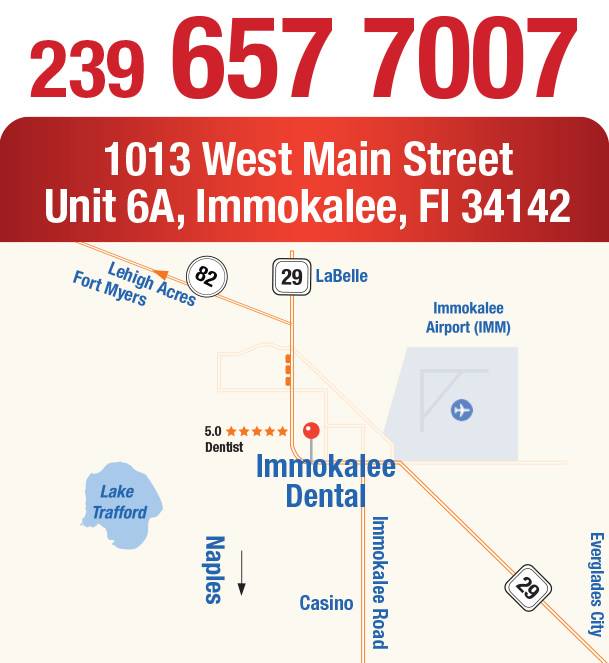 239 657 7007
1013 West Main Street
Unit 6A, Immokalee, Fl 34142
82
29
LaBelle
Lehigh Acres
Fort Myers
Immokalee
Airport (IMM)
5.0
Dentist
Immokalee
Dental
Lake
Trafford
Naples
Immokalee Road
Casino
29
Everglades City